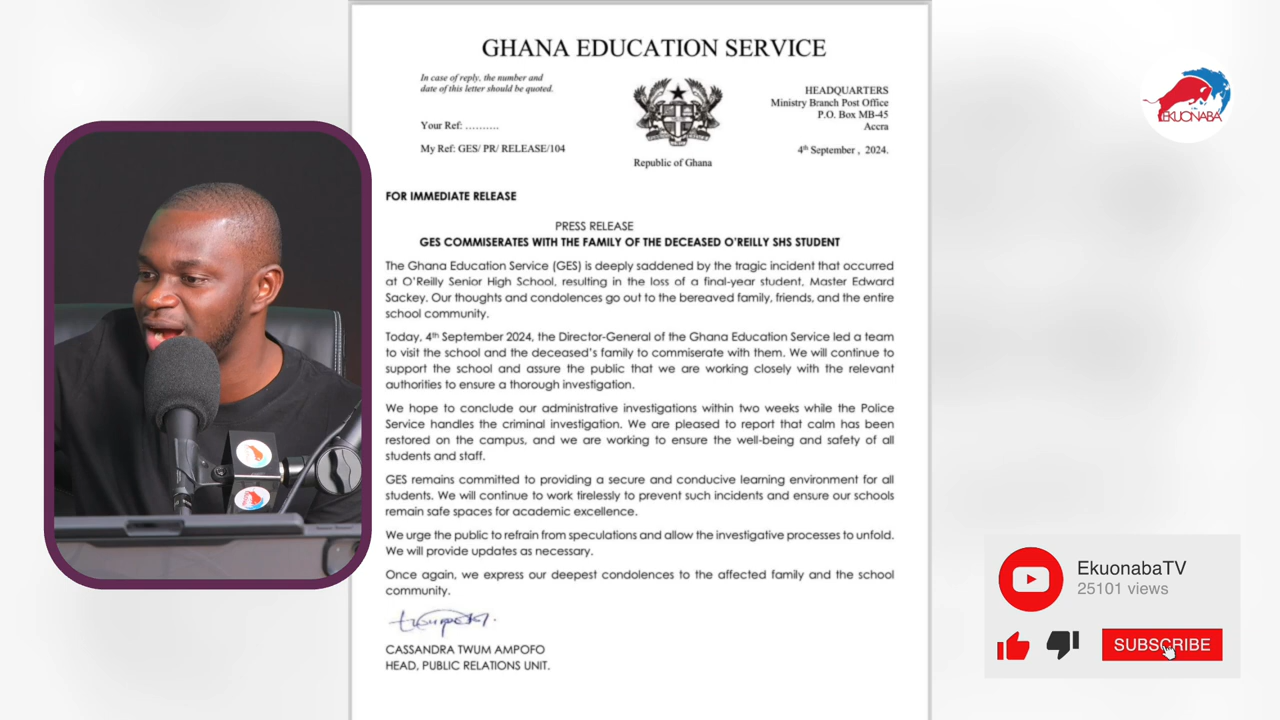 GHANA EDUCATION SERVICE
In case of reply, the number and
date of this letter should be quoted.
Your Ref: ..........
My Ref: GES/ PR/ RELEASE/104
Republic of Ghana
HEADQUARTERS
Ministry Branch Post Office
P.O. Box MB-45
Accra
4th September , 2024.
FOR IMMEDIATE RELEASE
PRESS RELEASE
GES COMMISERATES WITH THE FAMILY OF THE DECEASED O'REILLY SHS STUDENT
The Ghana Education Service (GES) is deeply saddened by the tragic incident that occurred
at O'Reilly Senior High School, resulting in the loss of a final-year student, Master Edward
Sackey. Our thoughts and condolences go out to the bereaved family, friends, and the entire
school community.
Today, 4th September 2024, the Director-General of the Ghana Education Service led a team
to visit the school and the deceased's family to commiserate with them. We will continue to
support the school and assure the public that we are working closely with the relevant
authorities to ensure a thorough investigation.
We hope to conclude our administrative investigations within two weeks while the Police
Service handles the criminal investigation. We are pleased to report that calm has been
restored on the campus, and we are working to ensure the well-being and safety of all
students and staff.
GES remains committed to providing a secure and conducive learning environment for all
students. We will continue to work tirelessly to prevent such incidents and ensure our schools
remain safe spaces for academic excellence.
We urge the public to refrain from speculations and allow the investigative processes to unfold.
We will provide updates as necessary.
Once again, we express our deepest condolences to the affected family and the school
community.
CASSANDRA TWUM AMPOFO
HEAD, PUBLIC RELATIONS UNIT.
EKUONABA
EkuonabaTV
25101 views
SUBSCRIBE